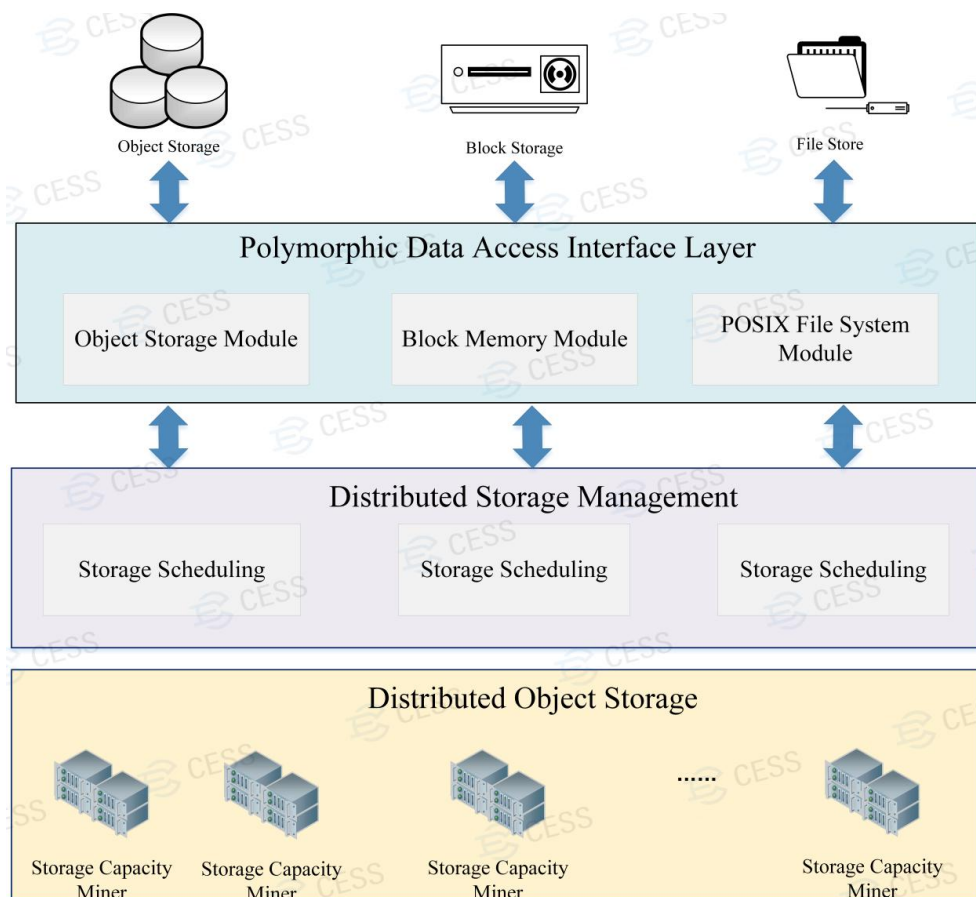 Object Storage
Block Storage
File Store
Polymorphic Data Access Interface Layer
Object Storage Module
Block Memory Module
POSIX File System
Module
Distributed Storage Management
Storage Scheduling
Storage Scheduling
Storage Scheduling
Distributed Object Storage
......
Storage Capacity
Miner
Storage Capacity
Miner
Storage Capacity
Miner
Storage Capacity
Miner
CESS